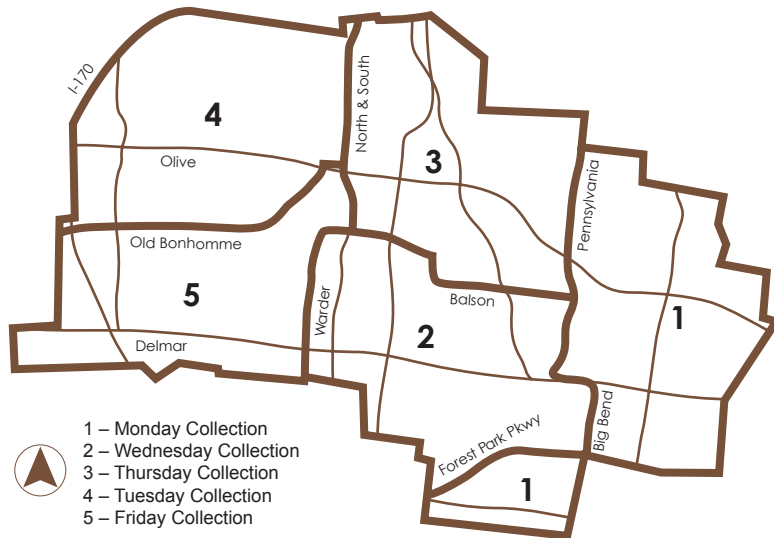 I-170
4
North & South
3
Olive
Pennsylvania
Old Bonhomme
5
Warder
Balson
1
2
Delmar
Big Bend
Forest Park Pkwy
1
1 – Monday Collection
2 – Wednesday Collection
3 – Thursday Collection
4 – Tuesday Collection
5 – Friday Collection